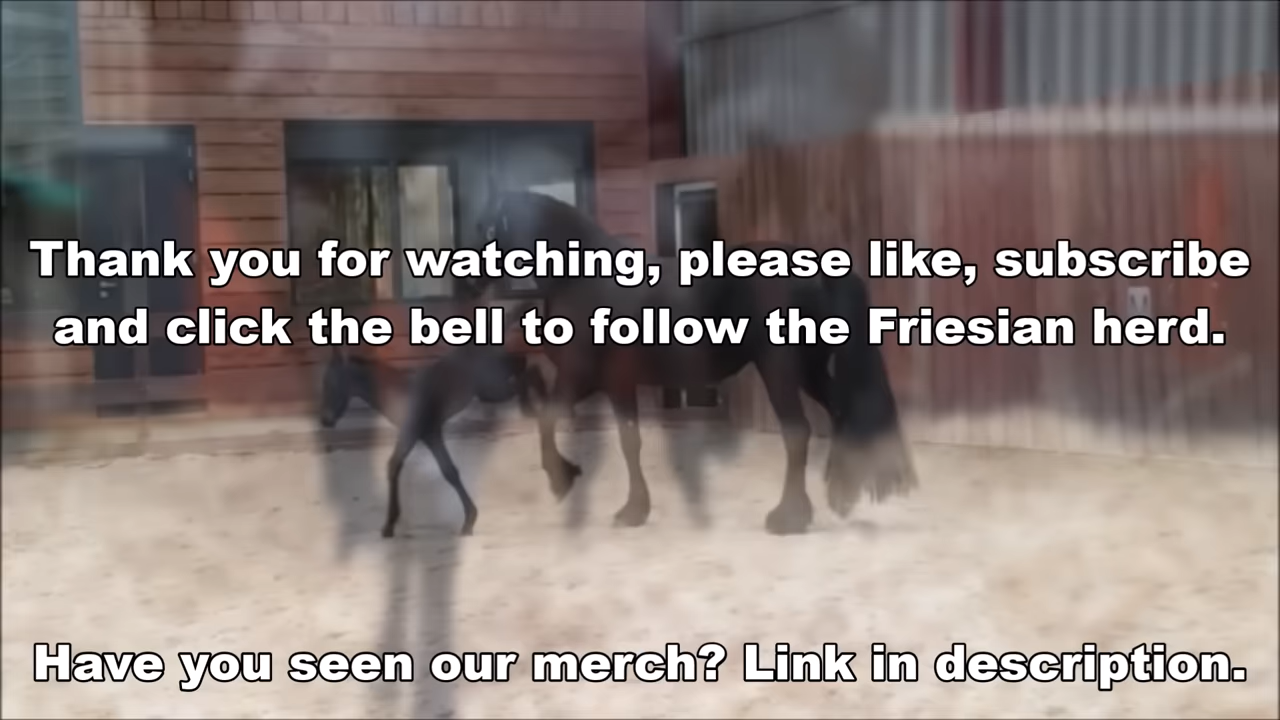 Thank you for watching, please like, subscribe
and click the bell to follow the Friesian herd.
Have you seen our merch? Link in description.